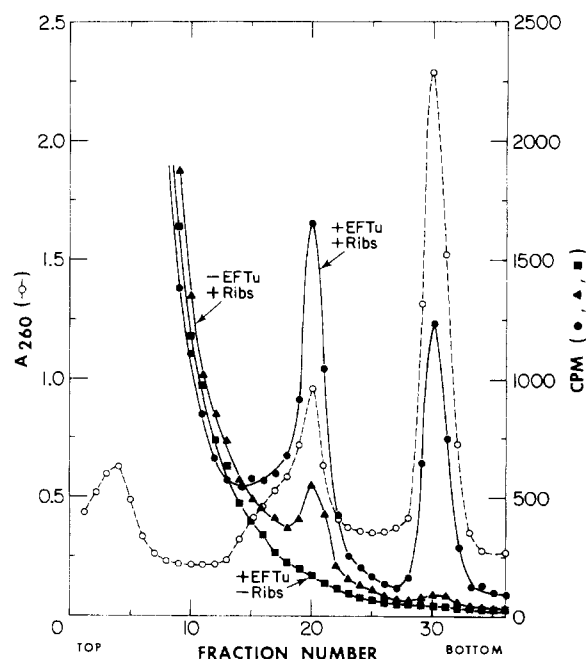 2.5
2.0
1.5
1.0
0.5
0
A260 (-o-)
2500
2000
1500
1000
500
0
CPM (●, ▲, ■)
+EFTu
+Ribs
−EFTu
+Ribs
+EFTu
−Ribs
10
20
30
TOP
FRACTION NUMBER
BOTTOM